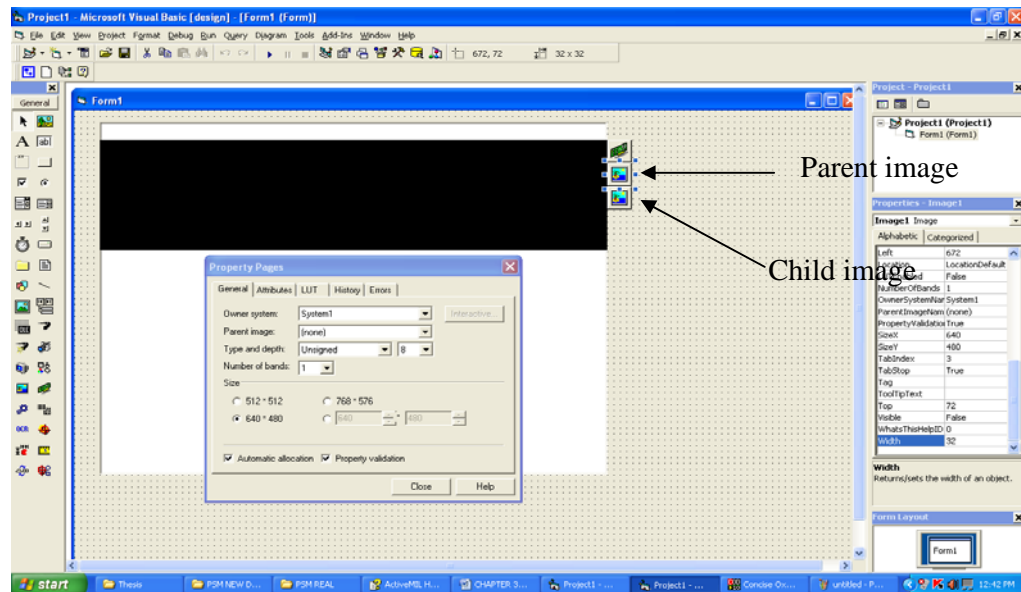 Project1 - Microsoft Visual Basic [design] - [Form1 (Form)]
File Edit View Project Format Debug Run Query Diagram Tools Add-Ins Window Help
672, 72 32 x 32
General
Form1
Project - Project1
Project1 (Project1)
Form1 (Form1)
Parent image
Child image
Properties - Image1
Image1 Image
Alphabetic Categorized
Left 672
Location LocationDefault
False
NumberOfBands 1
OwnerSystemNar System1
ParentImageNam (none)
PropertyValidatio True
SizeX 640
SizeY 480
TabIndex 3
TabStop True
Tag
ToolTipText
Top 72
Visible False
WhatsThisHelpID 0
Width 32
Width
Returns/sets the width of an object.
Form Layout
Form1
Property Pages
General Attributes LUT History Errors
Owner system: System1 Interactive...
Parent image: (none)
Type and depth: Unsigned 8
Number of bands: 1
Size
512 * 512 768 * 576
640 * 480 640 * 480
Automatic allocation Property validation
Close Help
A ab
OCR
start Thesis PSM NEW D... PSM REAL ActiveMIL H... CHAPTER 3... Project1 - ... Project1 - ... Concise Ox... untitled - P... 12:42 PM